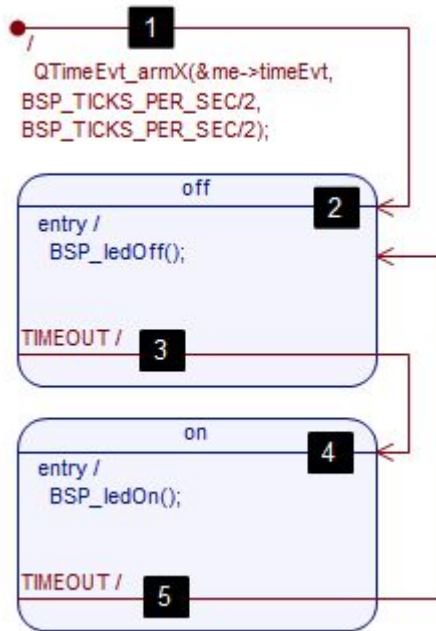 1
/
QTimeEvt_armX(&me->timeEvt,
BSP_TICKS_PER_SEC/2,
BSP_TICKS_PER_SEC/2);
off
2
entry /
BSP_ledOff();
TIMEOUT /
3
on
4
entry /
BSP_ledOn();
TIMEOUT /
5